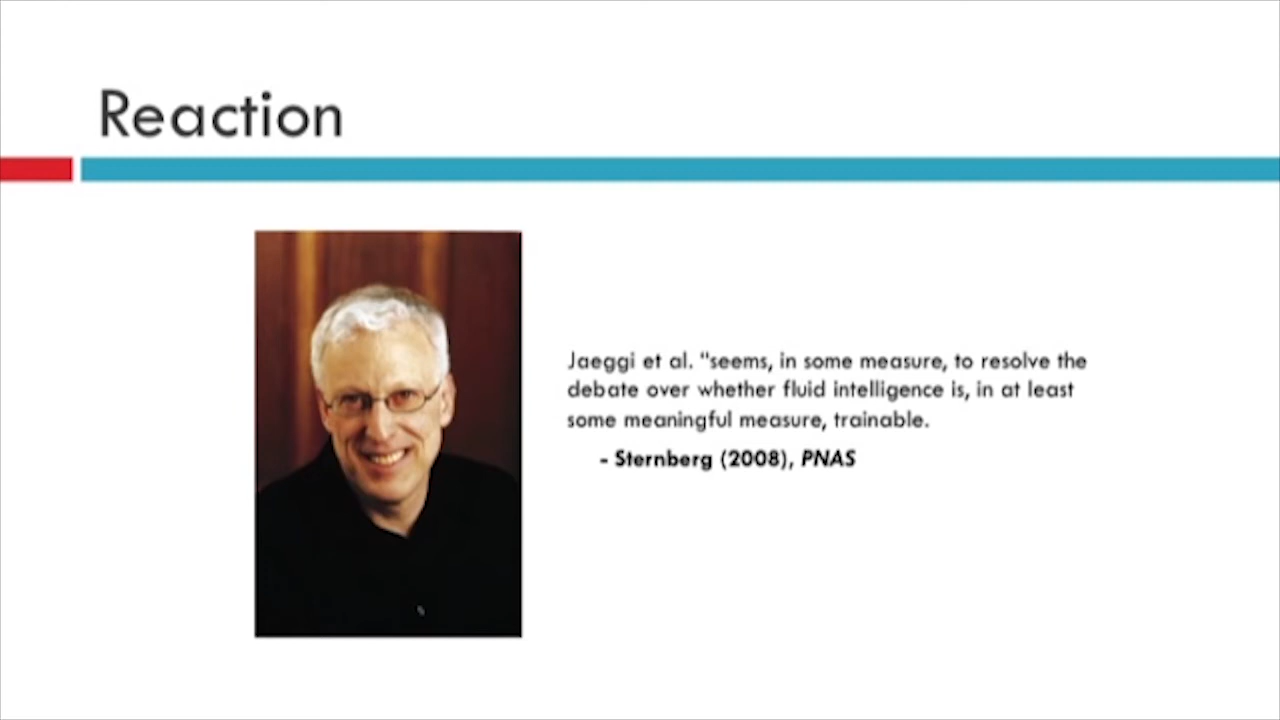 Reaction
Jaeggi et al. "seems, in some measure, to resolve the
debate over whether fluid intelligence is, in at least
some meaningful measure, trainable.
- Sternberg (2008), PNAS